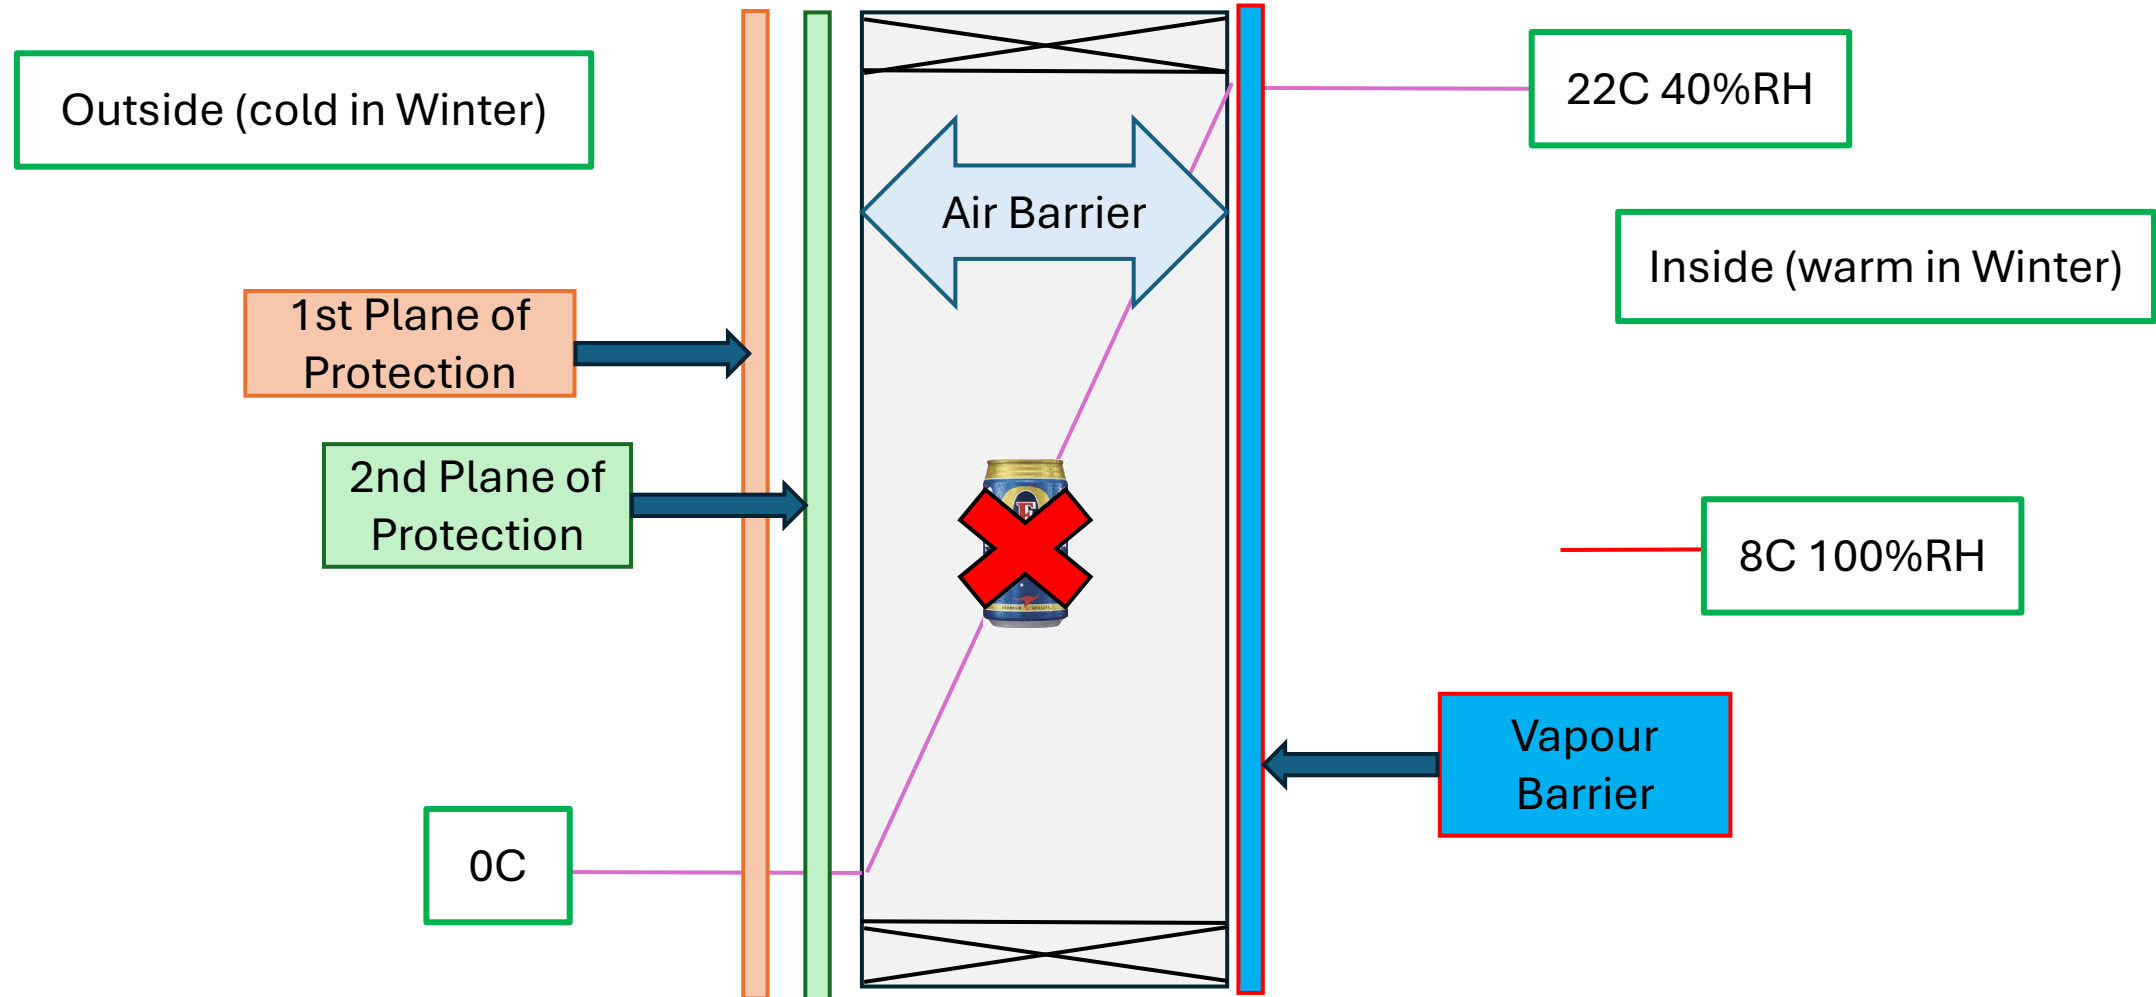 Outside (cold in Winter)
22C 40%RH
Air Barrier
Inside (warm in Winter)
1st Plane of
Protection
2nd Plane of
Protection
8C 100%RH
Vapour
Barrier
0C